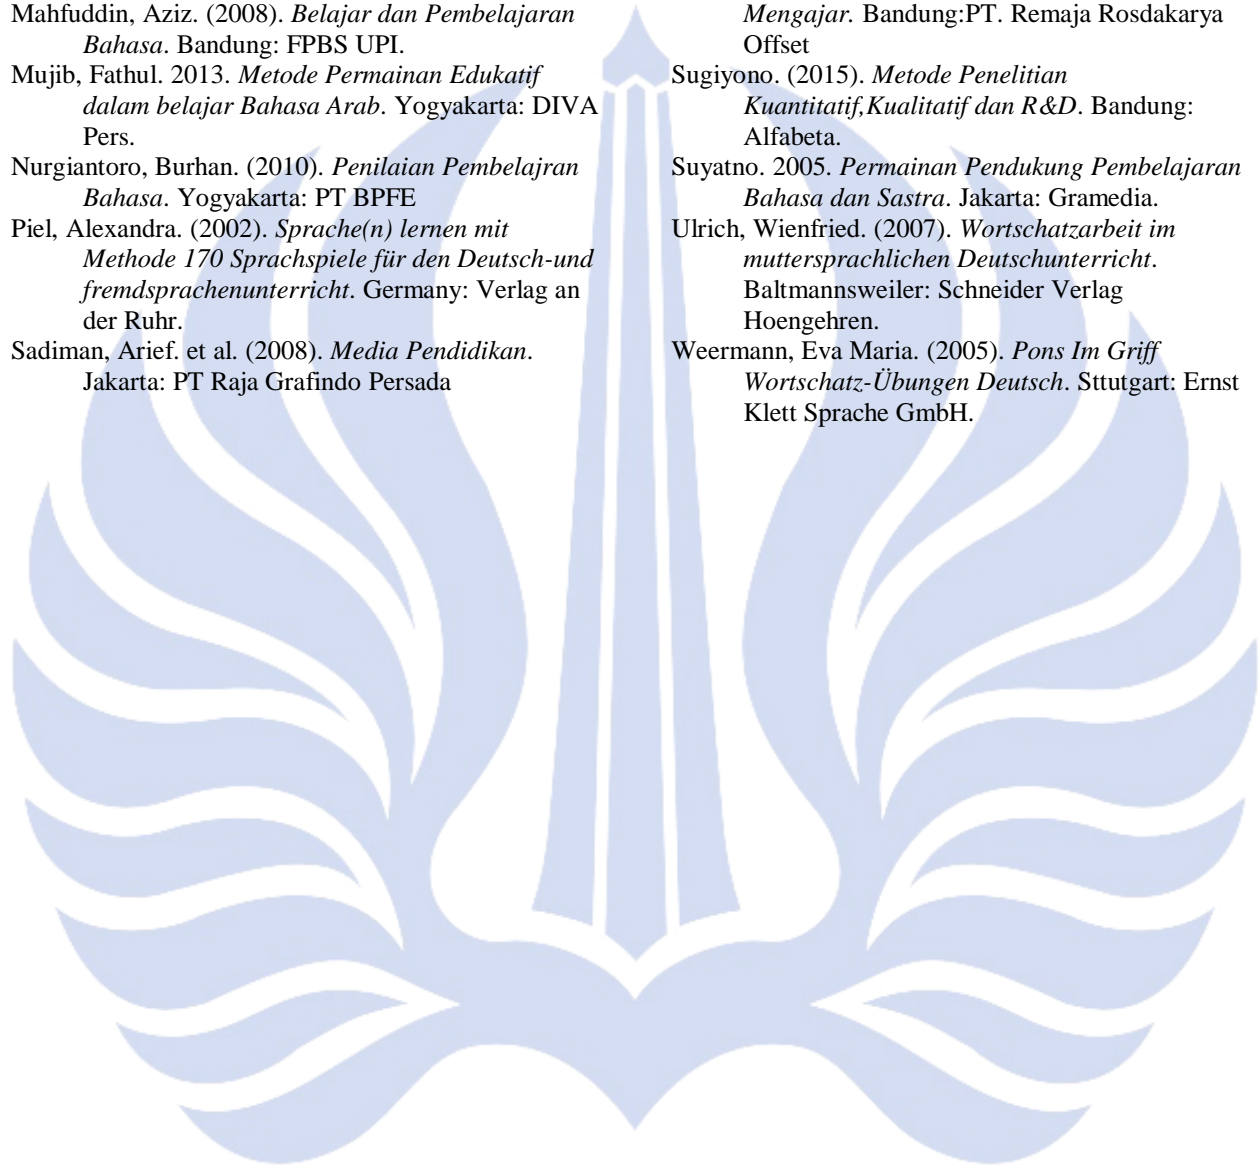 Mahfuddin, Aziz. (2008). Belajar dan Pembelajaran
Bahasa. Bandung: FPBS UPI.
Mujib, Fathul. 2013. Metode Permainan Edukatif
dalam belajar Bahasa Arab. Yogyakarta: DIVA
Pers.
Nurgiantoro, Burhan. (2010). Penilaian Pembelajran
Bahasa. Yogyakarta: PT BPFE
Piel, Alexandra. (2002). Sprache(n) lernen mit
Methode 170 Sprachspiele für den Deutsch-und
fremdsprachenunterricht. Germany: Verlag an
der Ruhr.
Sadiman, Arief. et al. (2008). Media Pendidikan.
Jakarta: PT Raja Grafindo Persada
Mengajar. Bandung:PT. Remaja Rosdakarya
Offset
Sugiyono. (2015). Metode Penelitian
Kuantitatif,Kualitatif dan R&D. Bandung:
Alfabeta.
Suyatno. 2005. Permainan Pendukung Pembelajaran
Bahasa dan Sastra. Jakarta: Gramedia.
Ulrich, Wienfried. (2007). Wortschatzarbeit im
muttersprachlichen Deutschunterricht.
Baltmannsweiler: Schneider Verlag
Hoengehren.
Weermann, Eva Maria. (2005). Pons Im Griff
Wortschatz-Übungen Deutsch. Sttutgart: Ernst
Klett Sprache GmbH.